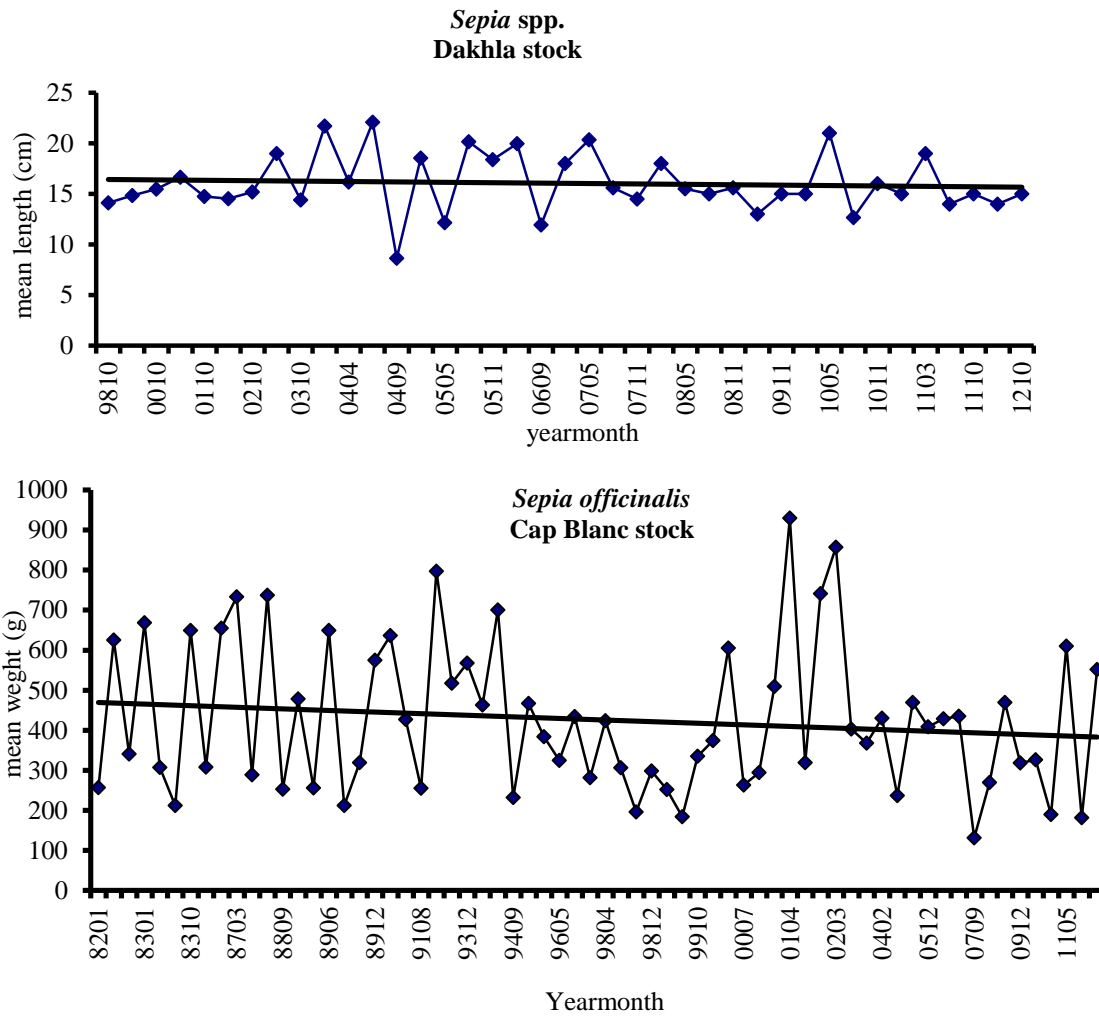 Sepia spp.
Dakhla stock
mean length (cm)
25
20
15
10
5
0
9810 0010 0110 0210 0310 0404 0409 0505 0511 0609 0705 0711 0805 0811 0911 1005 1011 1103 1110 1210
yearmonth
Sepia officinalis
Cap Blanc stock
mean weght (g)
1000
900
800
700
600
500
400
300
200
100
0
8201 8301 8310 8703 8809 8906 8912 9108 9312 9409 9605 9804 9812 9910 0007 0104 0203 0402 0512 0709 0912 1105
Yearmonth